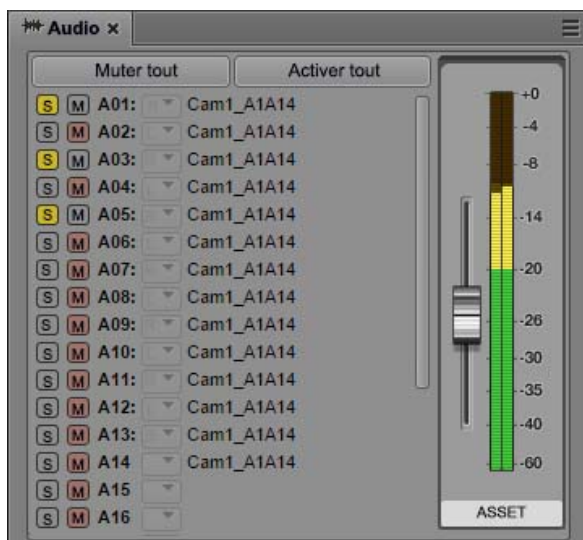 Audio ×
Muter tout
Activer tout
S M A01: Cam1_A1A14
S M A02: Cam1_A1A14
S M A03: Cam1_A1A14
S M A04: Cam1_A1A14
S M A05: Cam1_A1A14
S M A06: Cam1_A1A14
S M A07: Cam1_A1A14
S M A08: Cam1_A1A14
S M A09: Cam1_A1A14
S M A10: Cam1_A1A14
S M A11: Cam1_A1A14
S M A12: Cam1_A1A14
S M A13: Cam1_A1A14
S M A14 Cam1_A1A14
S M A15
S M A16
+0
-4
-8
-14
-20
-26
-30
-35
-40
-60
ASSET